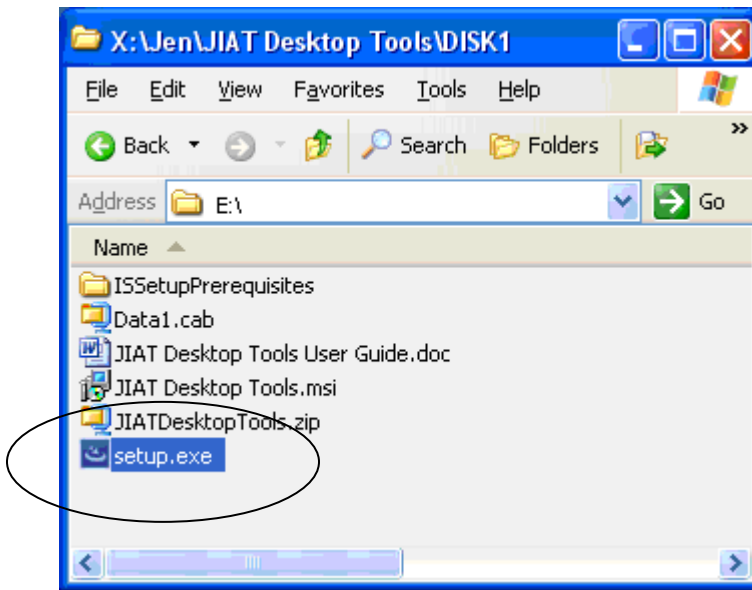 X:\Jen\JIAT Desktop Tools\DISK1
File Edit View Favorites Tools Help
Back Search Folders »
Address E:\ Go
Name
ISSetupPrerequisites
Data1.cab
JIAT Desktop Tools User Guide.doc
JIAT Desktop Tools.msi
JIATDesktopTools.zip
setup.exe